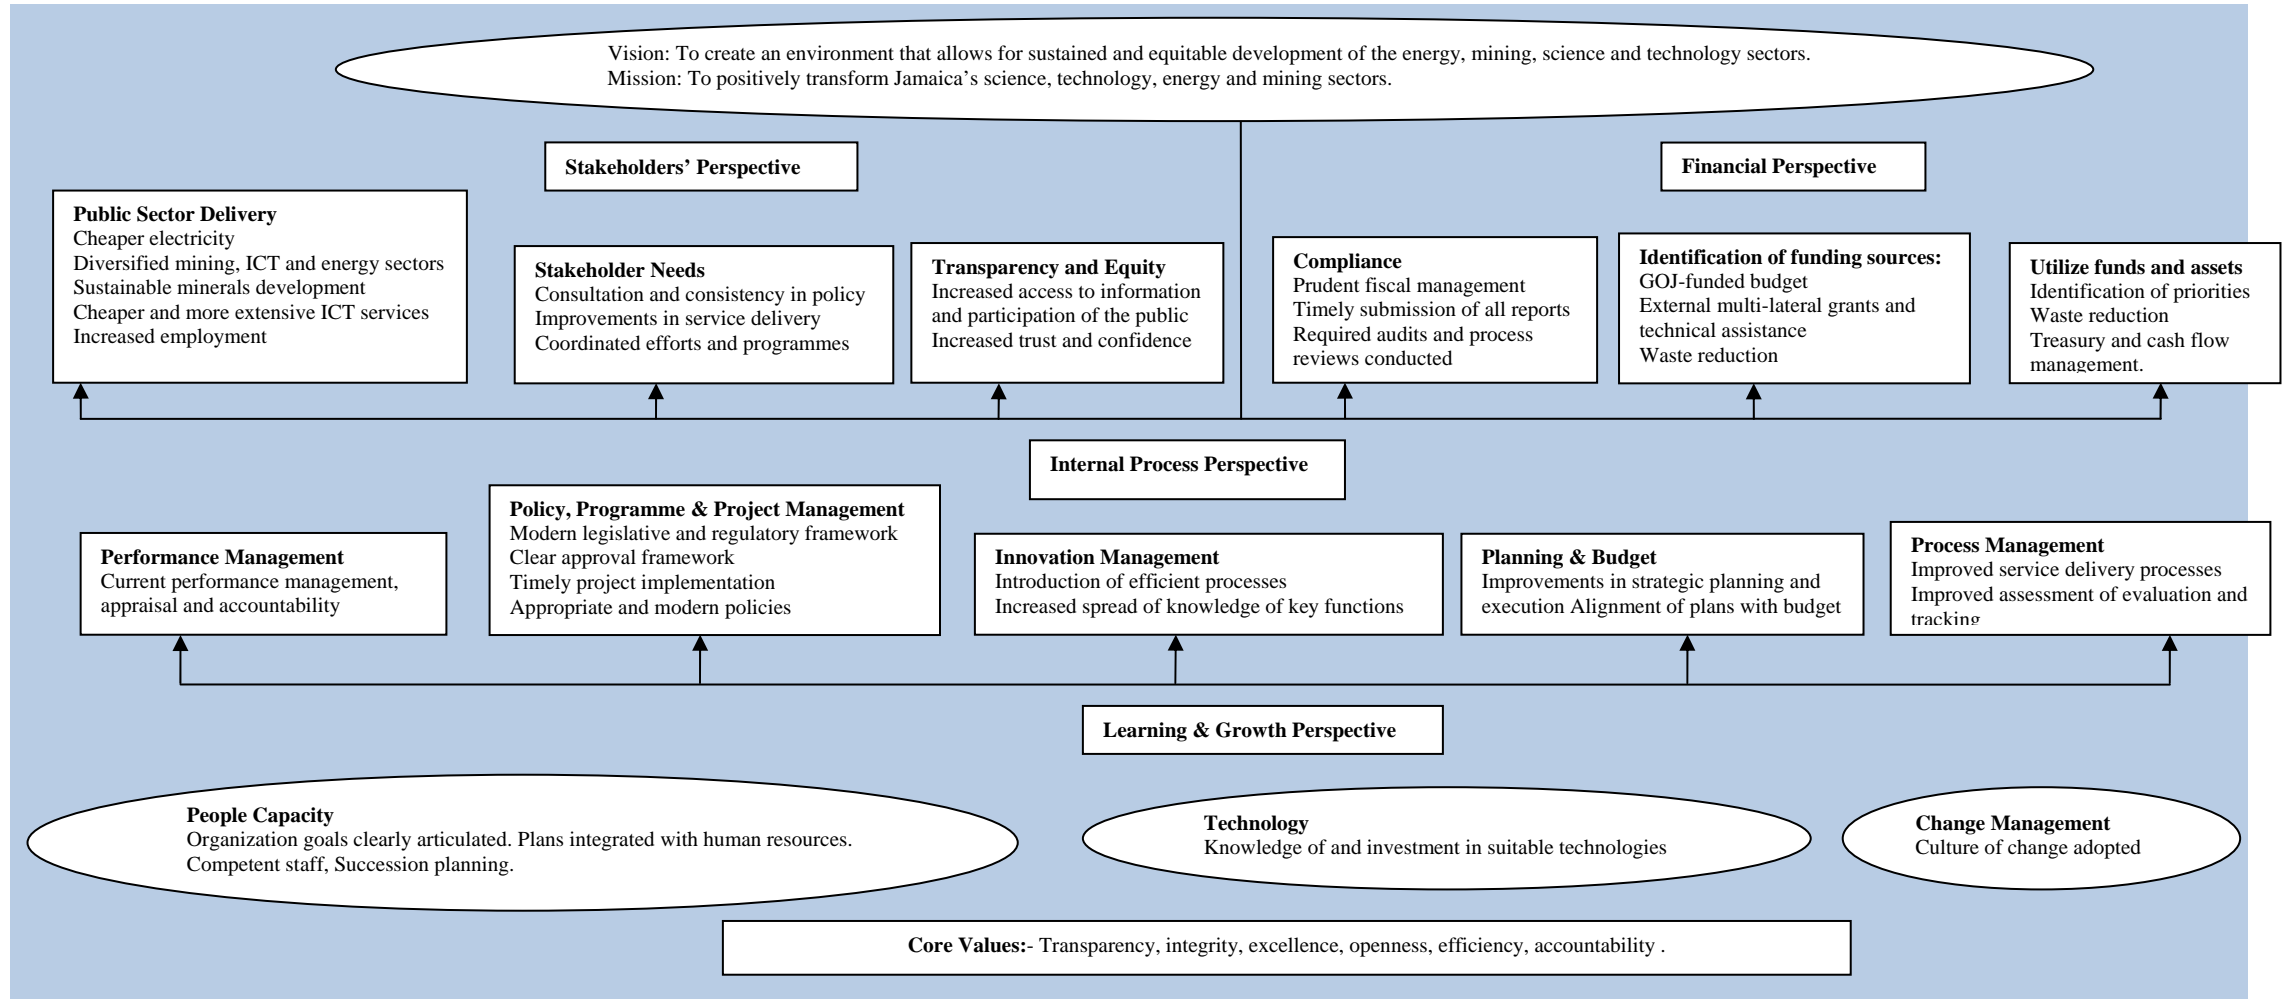 Vision: To create an environment that allows for sustained and equitable development of the energy, mining, science and technology sectors.
Mission: To positively transform Jamaica’s science, technology, energy and mining sectors.
Stakeholders’ Perspective
Financial Perspective
Public Sector Delivery
Cheaper electricity
Diversified mining, ICT and energy sectors
Sustainable minerals development
Cheaper and more extensive ICT services
Increased employment
Stakeholder Needs
Consultation and consistency in policy
Improvements in service delivery
Coordinated efforts and programmes
Transparency and Equity
Increased access to information
and participation of the public
Increased trust and confidence
Compliance
Prudent fiscal management
Timely submission of all reports
Required audits and process
reviews conducted
Identification of funding sources:
GOJ-funded budget
External multi-lateral grants and
technical assistance
Waste reduction
Utilize funds and assets
Identification of priorities
Waste reduction
Treasury and cash flow
management.
Internal Process Perspective
Performance Management
Current performance management,
appraisal and accountability
Policy, Programme & Project Management
Modern legislative and regulatory framework
Clear approval framework
Timely project implementation
Appropriate and modern policies
Innovation Management
Introduction of efficient processes
Increased spread of knowledge of key functions
Planning & Budget
Improvements in strategic planning and
execution Alignment of plans with budget
Process Management
Improved service delivery processes
Improved assessment of evaluation and
tracking
Learning & Growth Perspective
People Capacity
Organization goals clearly articulated. Plans integrated with human resources.
Competent staff, Succession planning.
Technology
Knowledge of and investment in suitable technologies
Change Management
Culture of change adopted
Core Values:- Transparency, integrity, excellence, openness, efficiency, accountability .